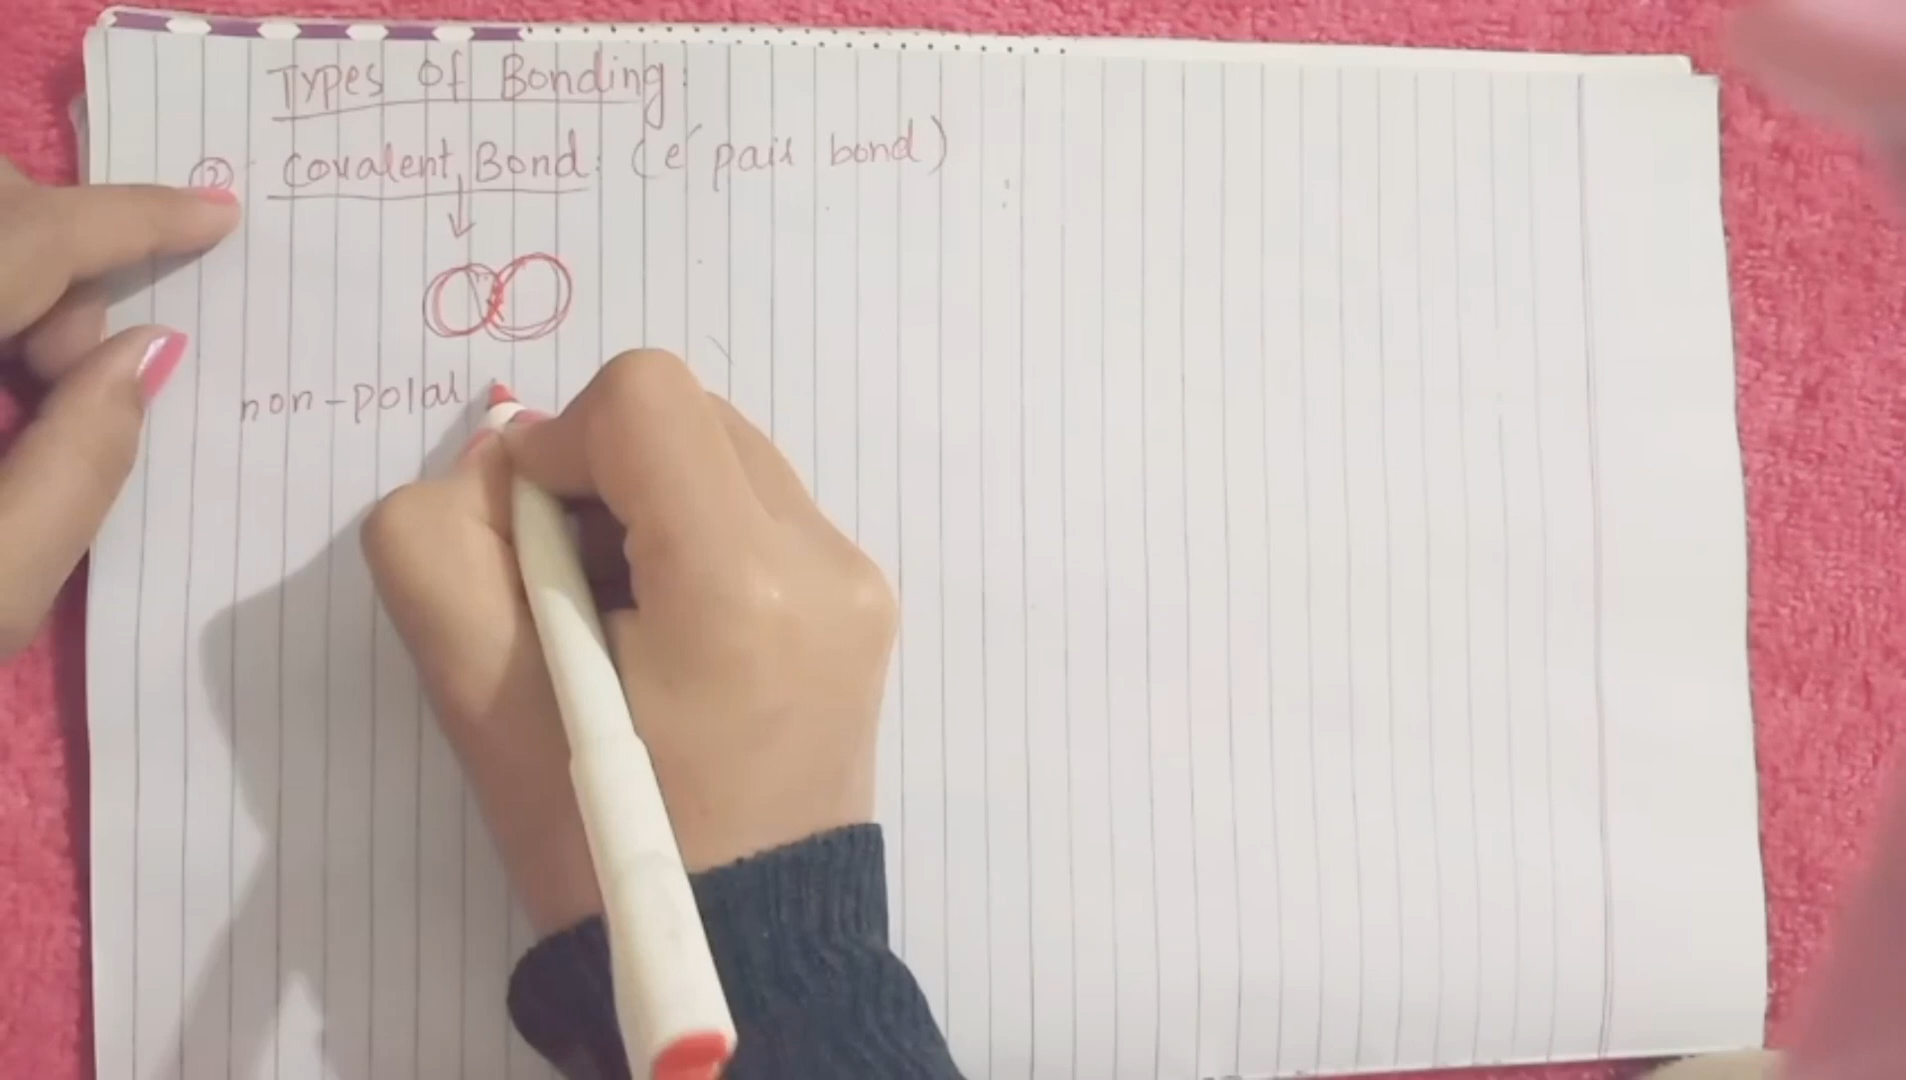 Types Of Bonding:
② Covalent Bond: (e⁻ pair bond)
non-polar